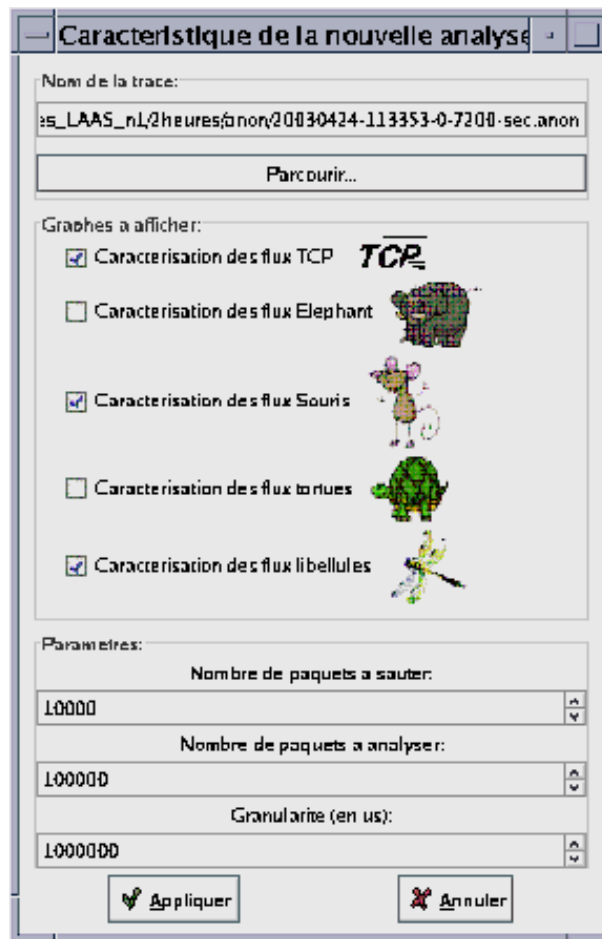 Caracteristique de la nouvelle analyse
Nom de la trace:
es_LAAS_n1/2heures/anon/20030424-113353-0-7200-sec.anon
Parcourir...
Graphes a afficher:
Caracterisation des flux TCP
TCP
Caracterisation des flux Elephant
Caracterisation des flux Souris
Caracterisation des flux tortues
Caracterisation des flux libellules
Parametres:
Nombre de paquets a sauter:
10000
Nombre de paquets a analyser:
100000
Granularite (en us):
1000000
Appliquer
Annuler